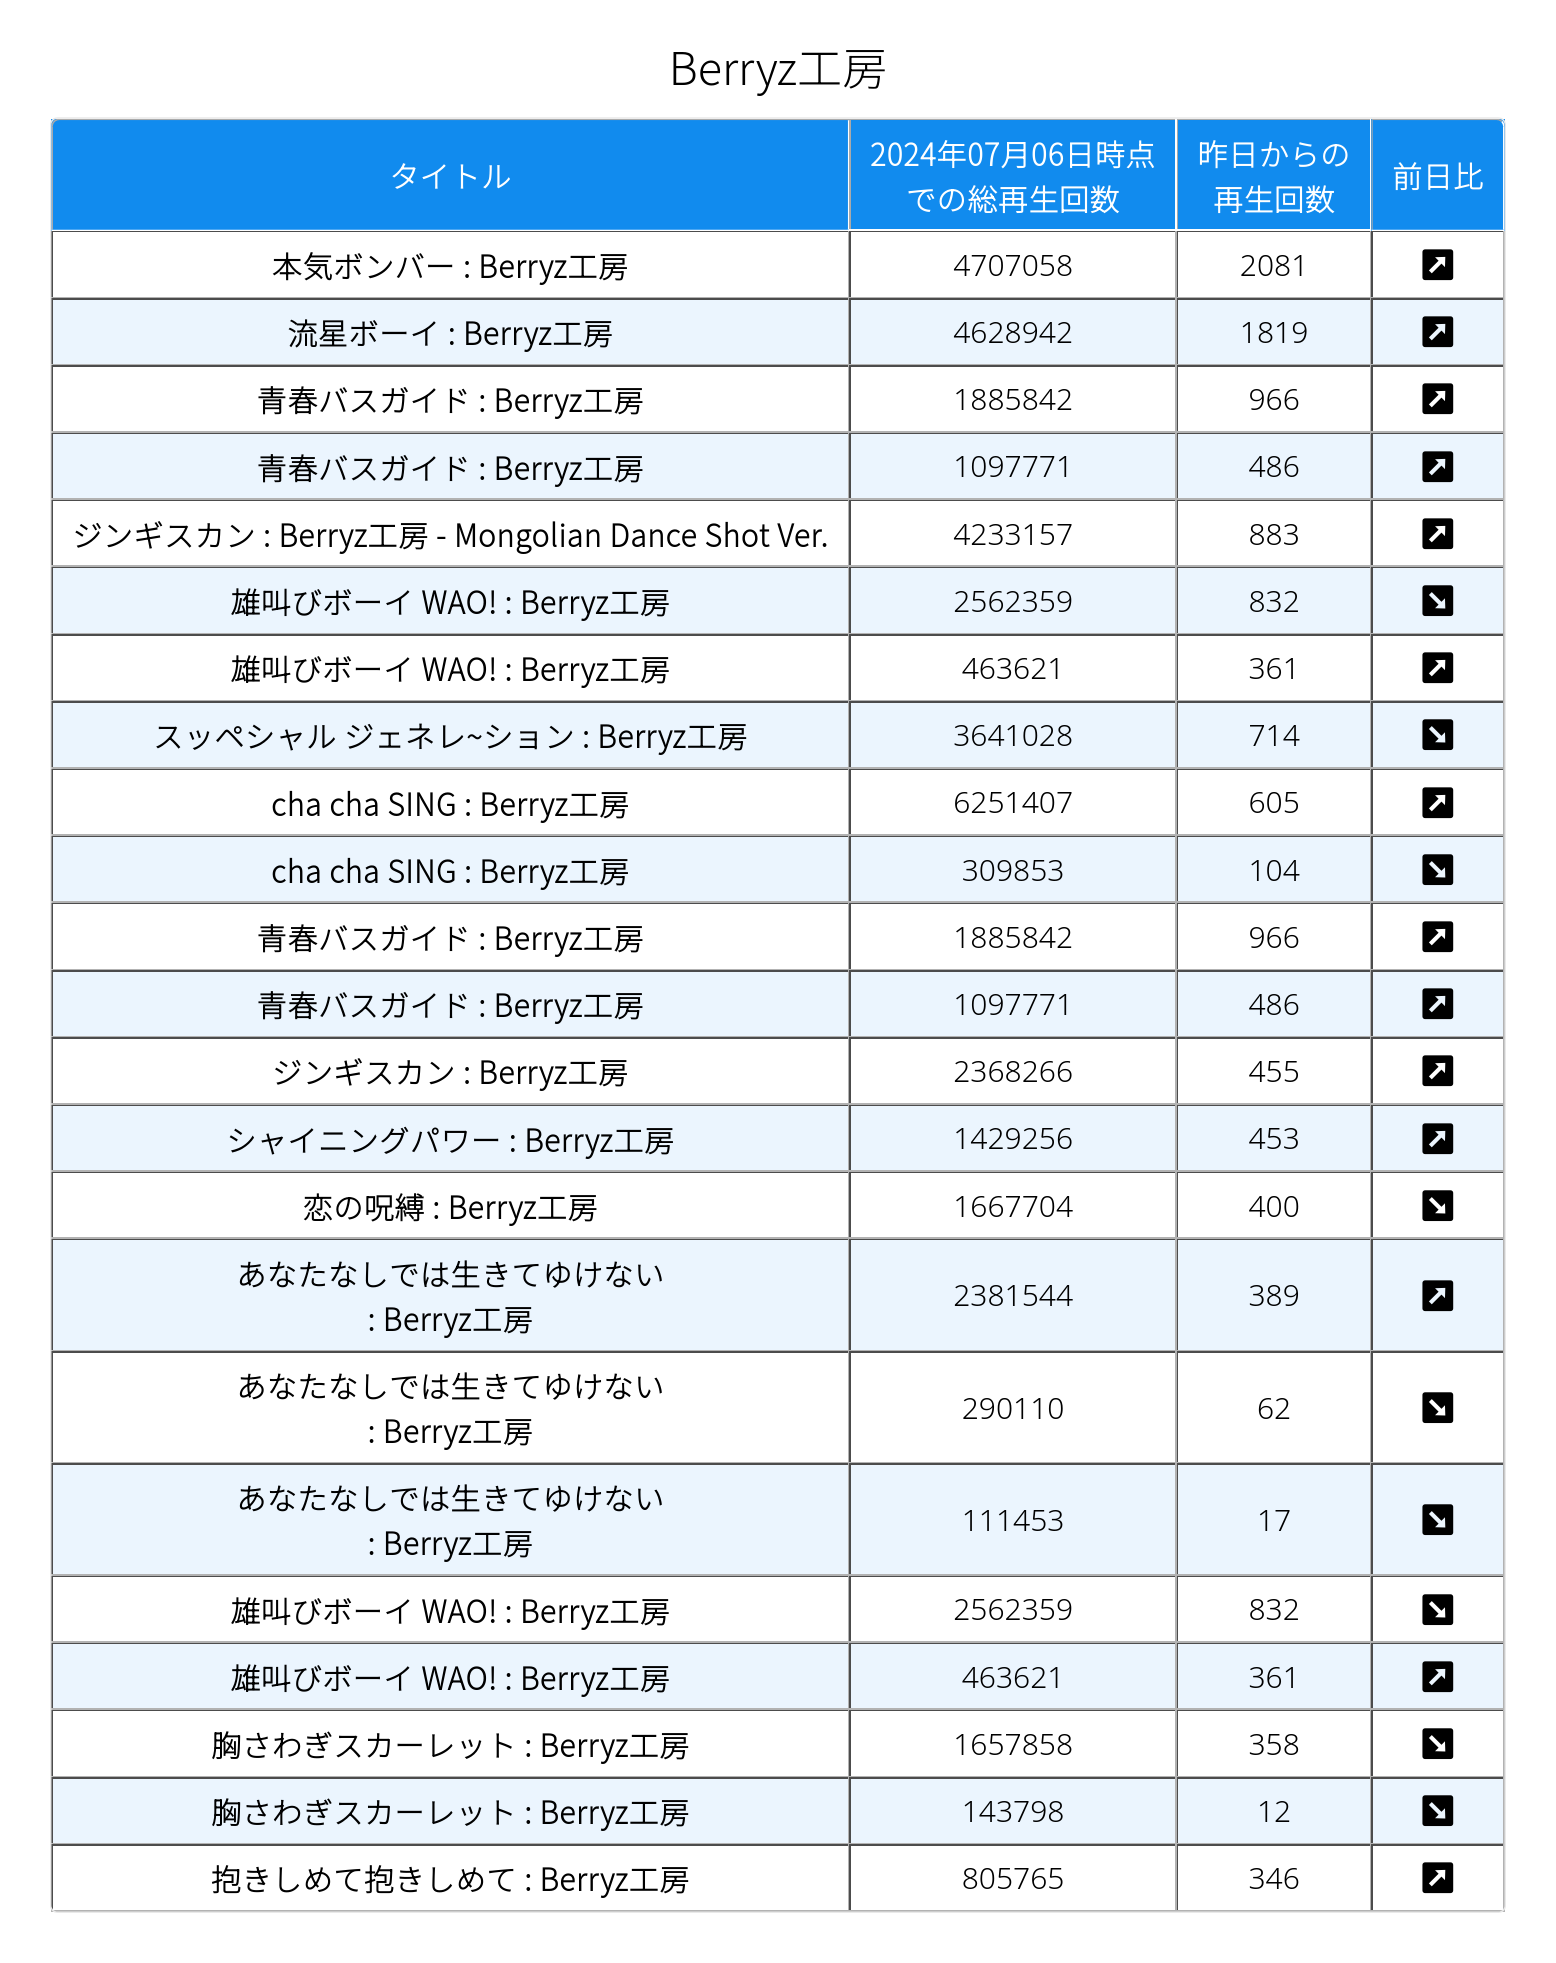 Berryz工房
タイトル
2024年07月06日時点
での総再生回数
昨日からの
再生回数
前日比
本気ボンバー : Berryz工房 4707058 2081
流星ボーイ : Berryz工房 4628942 1819
青春バスガイド : Berryz工房 1885842 966
青春バスガイド : Berryz工房 1097771 486
ジンギスカン : Berryz工房 - Mongolian Dance Shot Ver. 4233157 883
雄叫びボーイ WAO! : Berryz工房 2562359 832
雄叫びボーイ WAO! : Berryz工房 463621 361
スッペシャル ジェネレ~ション : Berryz工房 3641028 714
cha cha SING : Berryz工房 6251407 605
cha cha SING : Berryz工房 309853 104
青春バスガイド : Berryz工房 1885842 966
青春バスガイド : Berryz工房 1097771 486
ジンギスカン : Berryz工房 2368266 455
シャイニングパワー : Berryz工房 1429256 453
恋の呪縛 : Berryz工房 1667704 400
あなたなしでは生きてゆけない
: Berryz工房 2381544 389
あなたなしでは生きてゆけない
: Berryz工房 290110 62
あなたなしでは生きてゆけない
: Berryz工房 111453 17
雄叫びボーイ WAO! : Berryz工房 2562359 832
雄叫びボーイ WAO! : Berryz工房 463621 361
胸さわぎスカーレット : Berryz工房 1657858 358
胸さわぎスカーレット : Berryz工房 143798 12
抱きしめて抱きしめて : Berryz工房 805765 346